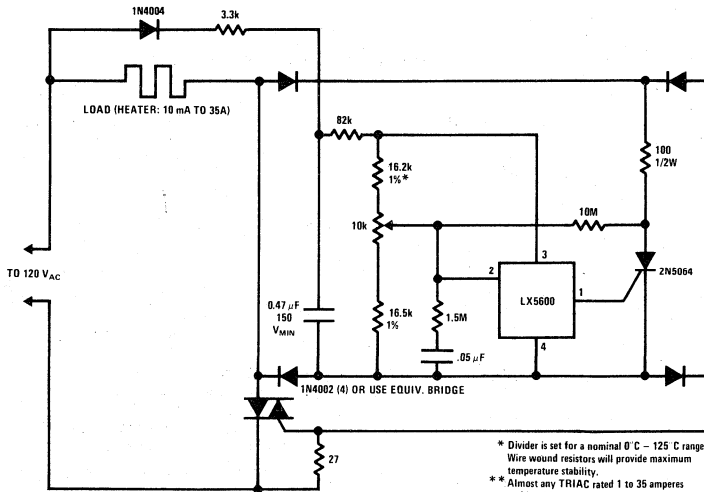 1N4004
3.3k
LOAD (HEATER: 10 mA TO 35A)
82k
16.2k
1%*
100
1/2W
10k
10M
3
TO 120 VAC
2
LX5600
1
2N5064
0.47 μF
150
VMIN
16.5k
1%
1.5M
4
.05 μF
1N4002 (4) OR USE EQUIV. BRIDGE
27
* Divider is set for a nominal 0°C – 125°C range
Wire wound resistors will provide maximum
temperature stability.
** Almost any TRIAC rated 1 to 35 amperes